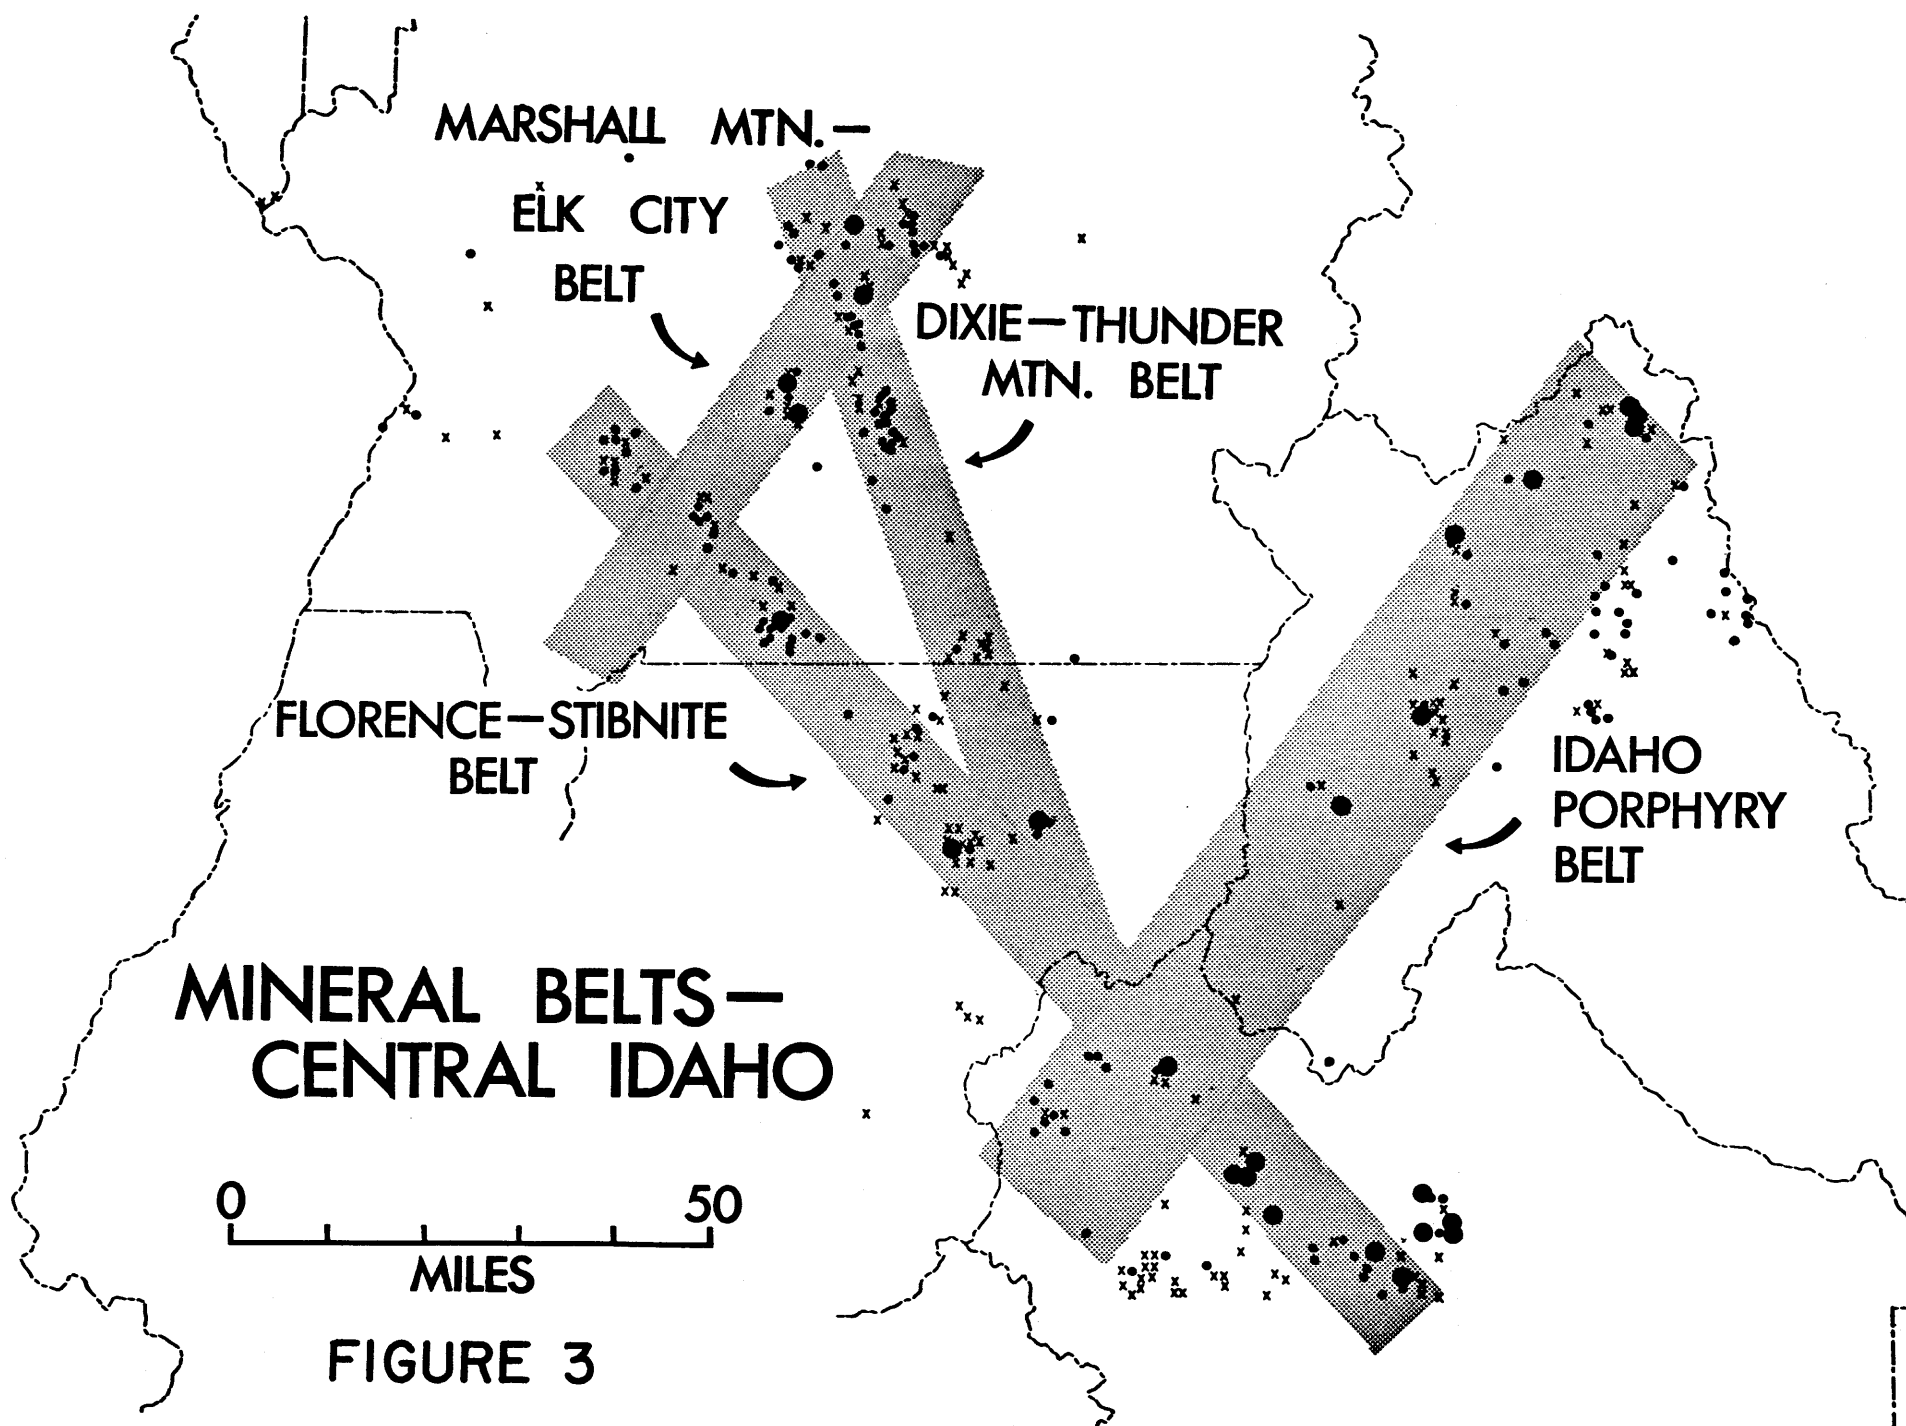 MARSHALL MTN.—
ELK CITY
BELT
DIXIE—THUNDER
MTN. BELT
FLORENCE—STIBNITE
BELT
IDAHO
PORPHYRY
BELT
MINERAL BELTS—
CENTRAL IDAHO
0 50
MILES
FIGURE 3